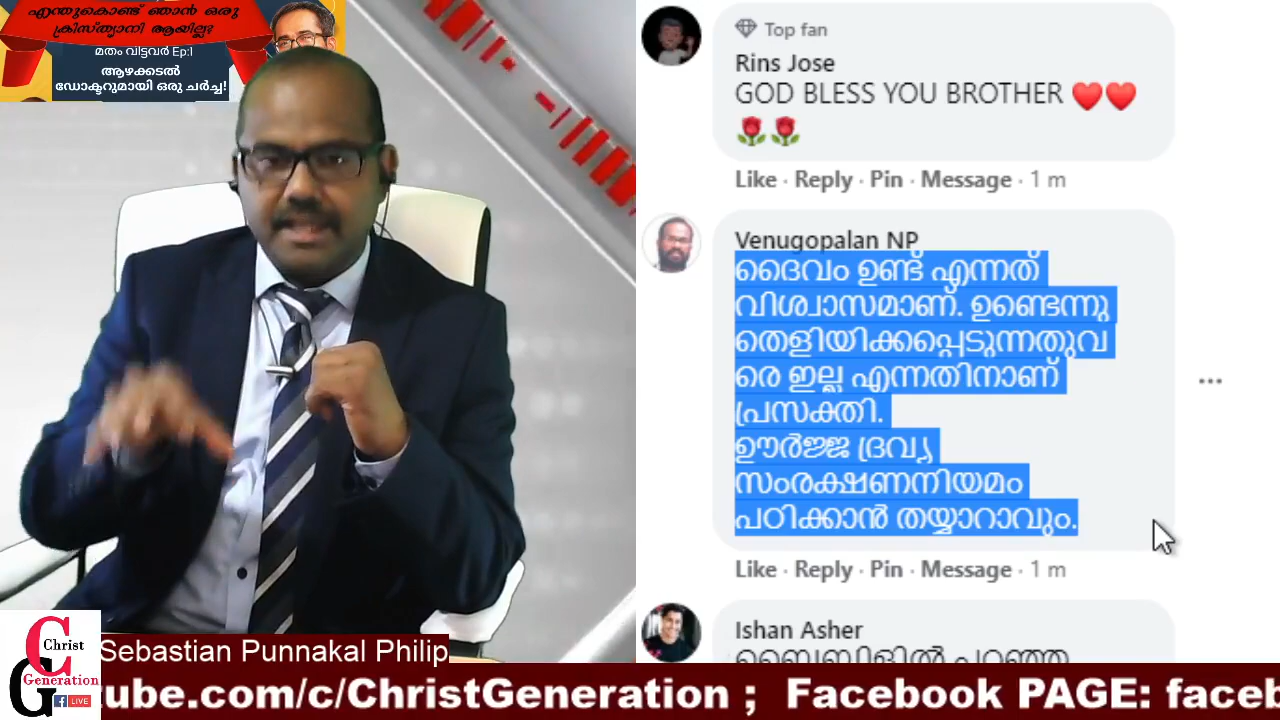 എന്തുകൊണ്ട് ഞാൻ ഒരു
ക്രിസ്ത്യാനി ആയില്ല?
മതം വിട്ടവർ Ep:1
ആഴക്കടൽ
ഡോക്ടറുമായി ഒരു ചർച്ച!
Top fan
Rins Jose
GOD BLESS YOU BROTHER ❤️❤️
🌹🌹
Like · Reply · Pin · Message · 1 m
Venugopalan NP
ദൈവം ഉണ്ട് എന്നത്
വിശ്വാസമാണ്. ഉണ്ടെന്നു
തെളിയിക്കപ്പെടുന്നതുവ
രെ ഇല്ല എന്നതിനാണ്
പ്രസക്തി.
ഊർജ്ജ ദ്രവ്യ
സംരക്ഷണനിയമം
പഠിക്കാൻ തയ്യാറാവും.
Like · Reply · Pin · Message · 1 m
Ishan Asher
ബൈബിളിൽ പറഞ്ഞ
Christ
Generation
LIVE
Sebastian Punnakal Philip
tube.com/c/ChristGeneration ; Facebook PAGE: faceb